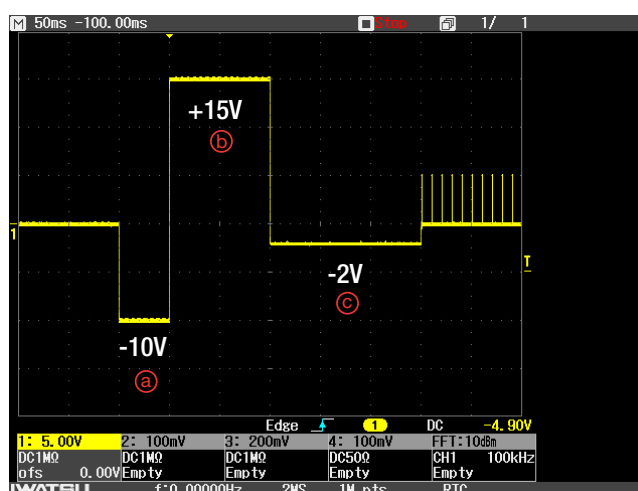 M 50ms -100.00ms Stop 1/ 1
+15V
b
1
T
-2V
c
-10V
a
Edge 1 DC -4.90V
1: 5.00V 2: 100mV 3: 200mV 4: 100mV FFT:10dBm
DC1MΩ DC1MΩ DC1MΩ DC50Ω CH1 100kHz
ofs 0.00V Empty Empty Empty Empty
IWATSU f:0.00000Hz 2MS 1M pts RTC